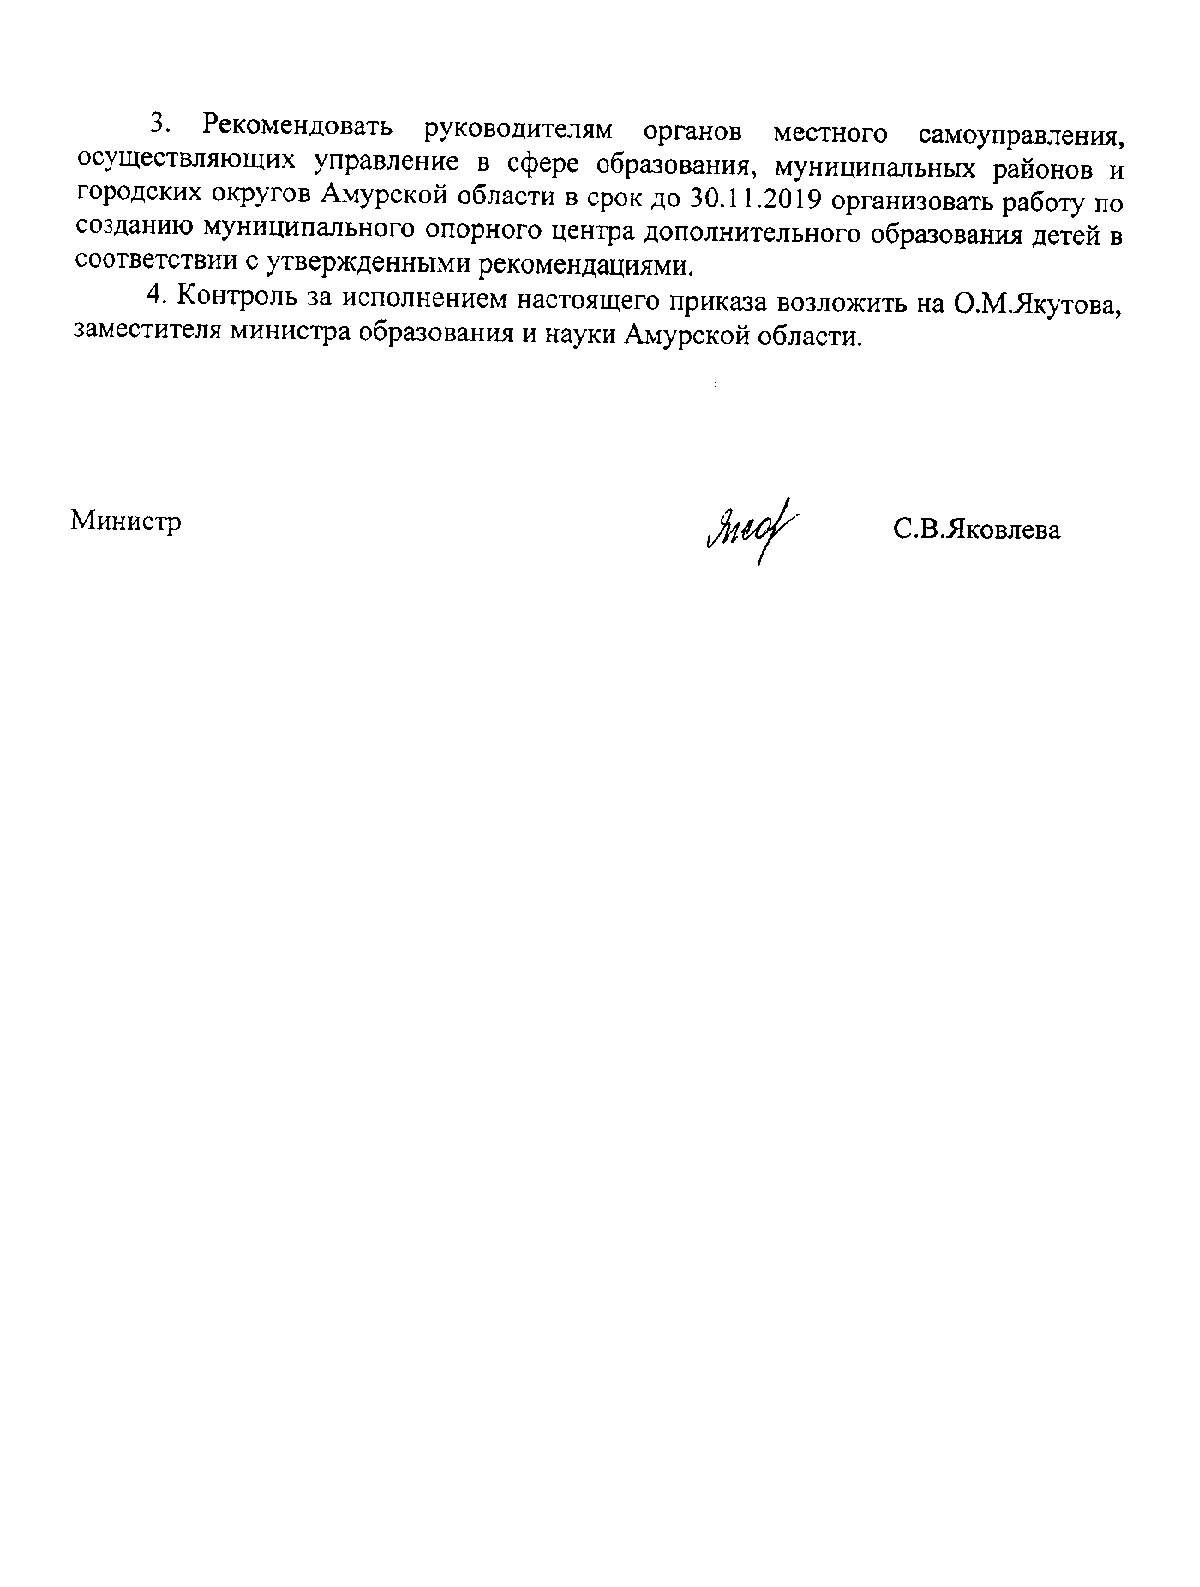 3. Рекомендовать руководителям органов местного самоуправления,
осуществляющих управление в сфере образования, муниципальных районов и
городских округов Амурской области в срок до 30.11.2019 организовать работу по
созданию муниципального опорного центра дополнительного образования детей в
соответствии с утвержденными рекомендациями.
4. Контроль за исполнением настоящего приказа возложить на О.М.Якутова,
заместителя министра образования и науки Амурской области.
Министр С.В.Яковлева